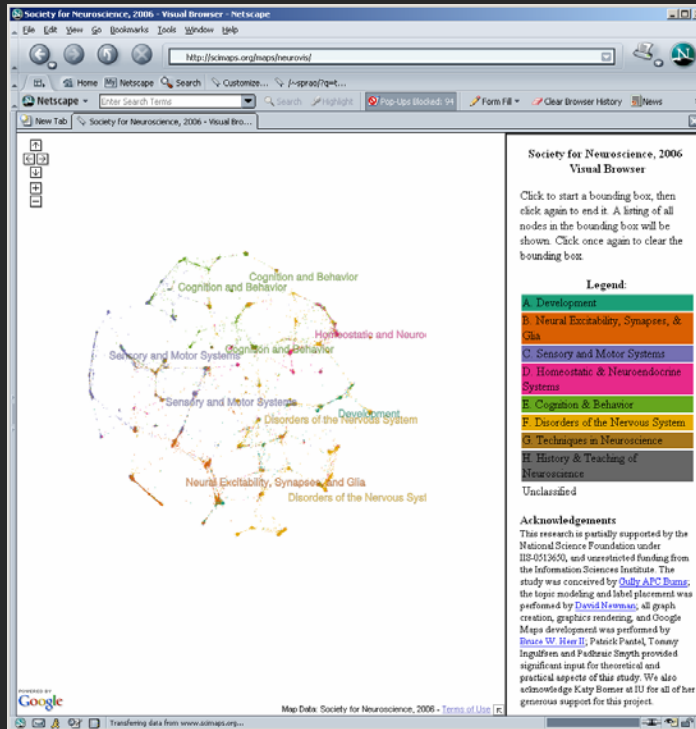 Society for Neuroscience, 2006 - Visual Browser - Netscape
File Edit View Go Bookmarks Tools Window Help
http://scimaps.org/maps/neurovis/
Home Netscape Search Customize... /~sprao/?q=t...
Netscape Enter Search Terms Search Highlight Pop-Ups Blocked: 94 Form Fill Clear Browser History News
New Tab Society for Neuroscience, 2006 - Visual Bro...
Cognition and Behavior
Cognition and Behavior
Homeostatic and Neuro
Cognition and Behavior
Sensory and Motor Systems
Sensory and Motor Systems
Development
Disorders of the Nervous System
Neural Excitability, Synapses, and Glia
Disorders of the Nervous Syst
POWERED BY
Google
Map Data: Society for Neuroscience, 2006 - Terms of Use
Society for Neuroscience, 2006
Visual Browser
Click to start a bounding box, then
click again to end it. A listing of all
nodes in the bounding box will be
shown. Click once again to clear the
bounding box.
Legend:
A. Development
B. Neural Excitability, Synapses, &
Glia
C. Sensory and Motor Systems
D. Homeostatic & Neuroendocrine
Systems
E. Cognition & Behavior
F. Disorders of the Nervous System
G. Techniques in Neuroscience
H. History & Teaching of
Neuroscience
Unclassified
Acknowledgements
This research is partially supported by the
National Science Foundation under
IIS-0513650, and unrestricted funding from
the Information Sciences Institute. The
study was conceived by Gully APC Burns;
the topic modeling and label placement was
performed by David Newman; all graph
creation, graphics rendering, and Google
Maps development was performed by
Bruce W. Herr II; Patrick Pantel, Tommy
Ingulfsen and Padhraic Smyth provided
significant input for theoretical and
practical aspects of this study. We also
acknowledge Katy Borner at IU for all of her
generous support for this project.
Transferring data from www.scimaps.org...